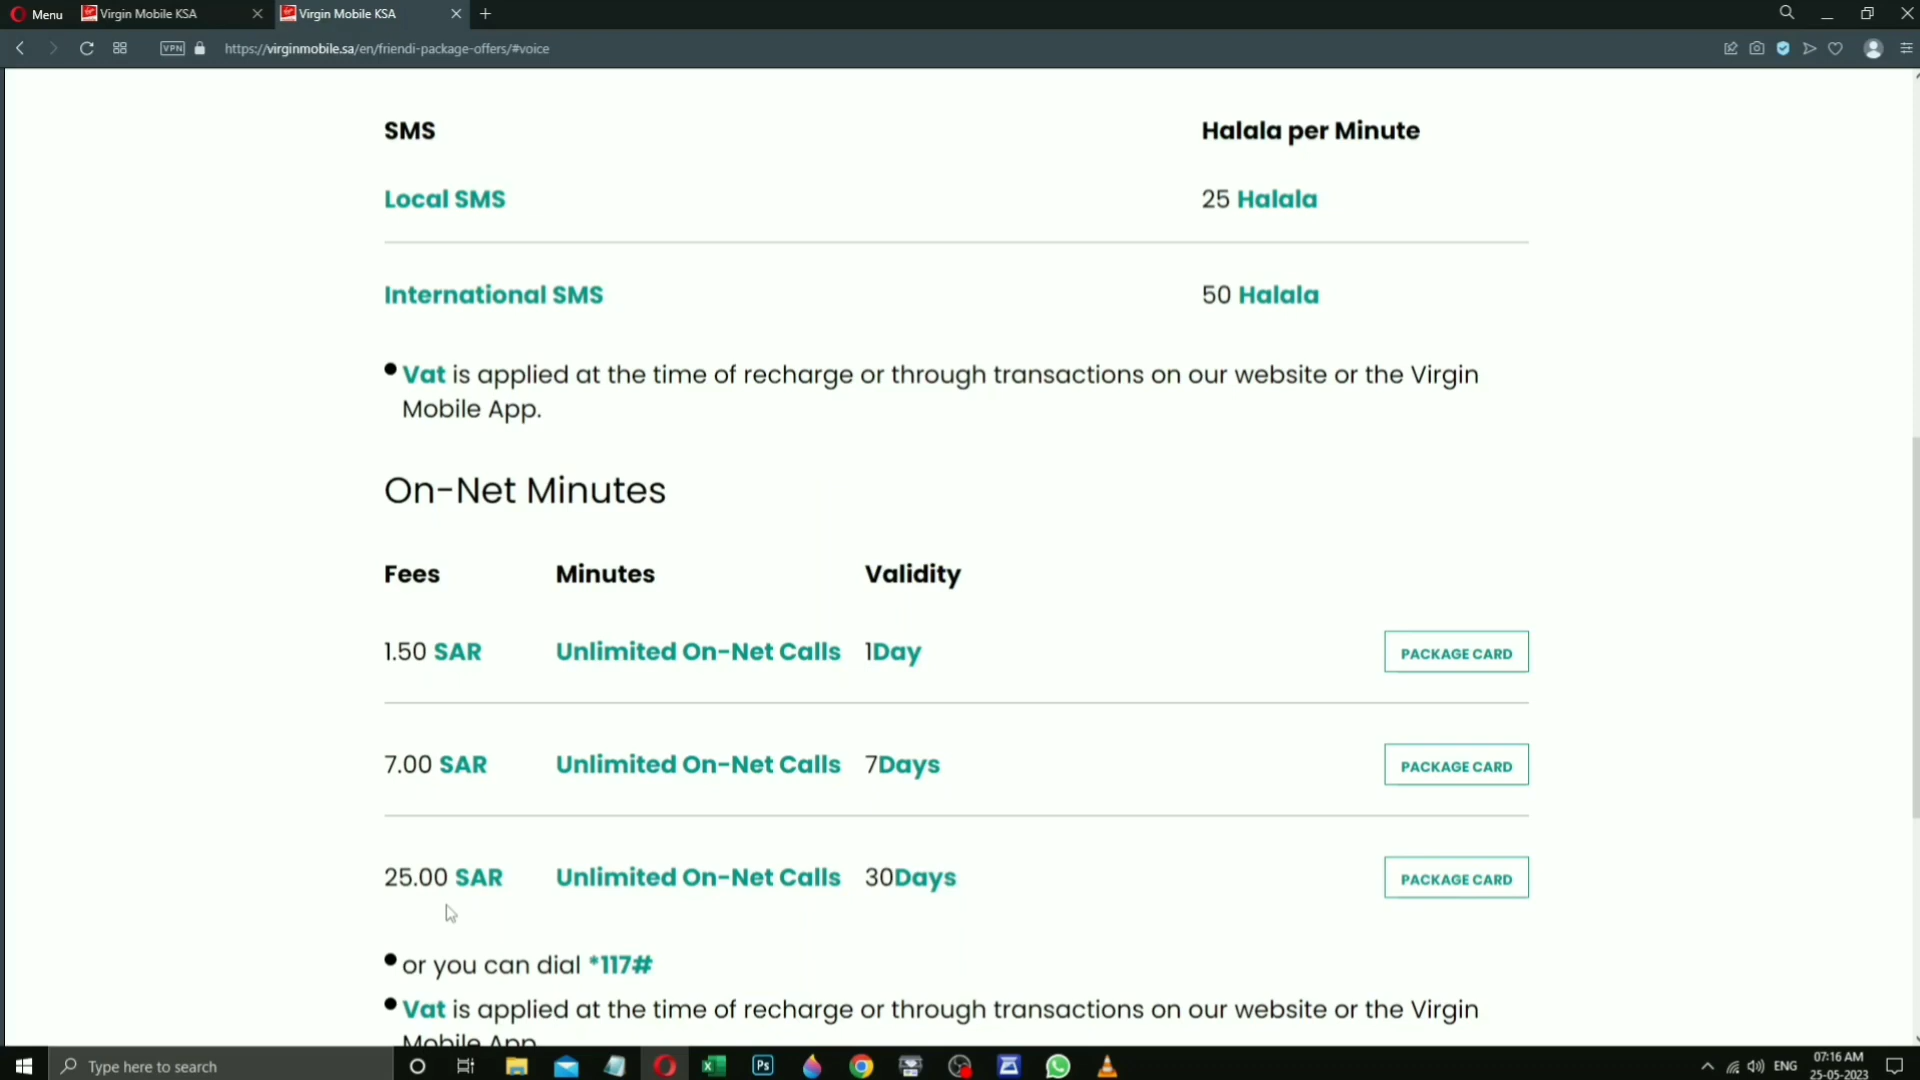 Menu
Virgin Mobile KSA
Virgin Mobile KSA
VPN
https://virginmobile.sa/en/friendi-package-offers/#voice
SMS Halala per Minute
Local SMS 25 Halala
International SMS 50 Halala
Vat is applied at the time of recharge or through transactions on our website or the Virgin
Mobile App.
On-Net Minutes
Fees Minutes Validity
1.50 SAR Unlimited On-Net Calls 1Day PACKAGE CARD
7.00 SAR Unlimited On-Net Calls 7Days PACKAGE CARD
25.00 SAR Unlimited On-Net Calls 30Days PACKAGE CARD
or you can dial *117#
Vat is applied at the time of recharge or through transactions on our website or the Virgin
Mobile App
Type here to search
Ps
ENG
07:16 AM
25-05-2023